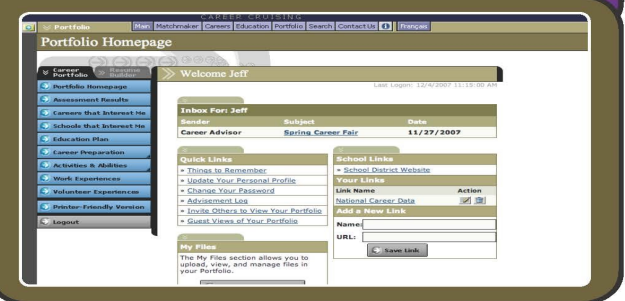 CAREER CRUISING
Portfolio
Main Matchmaker Careers Education Portfolio Search Contact Us Français
Portfolio Homepage
Career Portfolio
Resume Builder
Welcome Jeff
Last Logon: 12/4/2007 11:15:00 AM
Portfolio Homepage
Assessment Results
Careers that Interest Me
Schools that Interest Me
Education Plan
Career Preparation
Activities & Abilities
Work Experiences
Volunteer Experiences
Printer-Friendly Version
Logout
Inbox For: Jeff
Sender Subject Date
Career Advisor Spring Career Fair 11/27/2007
Quick Links
» Things to Remember
» Update Your Personal Profile
» Change Your Password
» Advisement Log
» Invite Others to View Your Portfolio
» Guest Views of Your Portfolio
My Files
The My Files section allows you to
upload, view, and manage files in
your Portfolio.
School Links
» School District Website
Your Links
Link Name Action
National Career Data
Add a New Link
Name:
URL:
Save Link